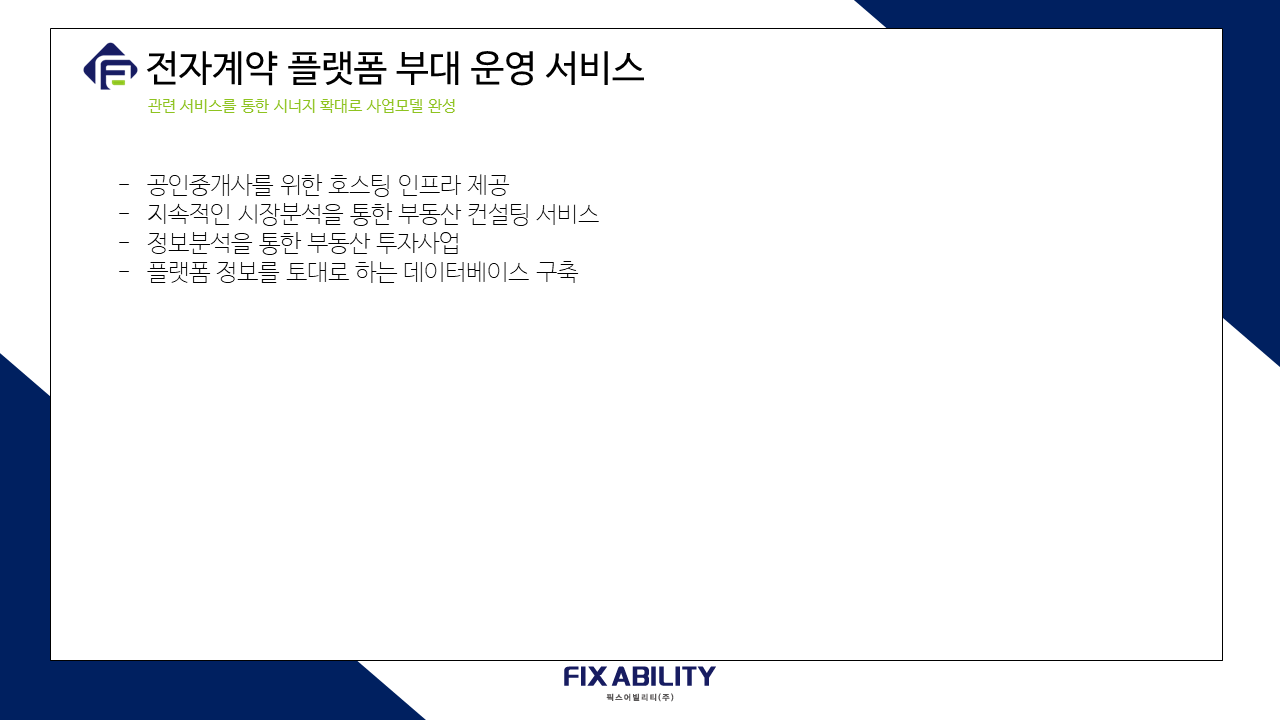 전자계약 플랫폼 부대 운영 서비스
관련 서비스를 통한 시너지 확대로 사업모델 완성
- 공인중개사를 위한 호스팅 인프라 제공
- 지속적인 시장분석을 통한 부동산 컨설팅 서비스
- 정보분석을 통한 부동산 투자사업
- 플랫폼 정보를 토대로 하는 데이터베이스 구축
FIX ABILITY
픽스어빌리티(주)